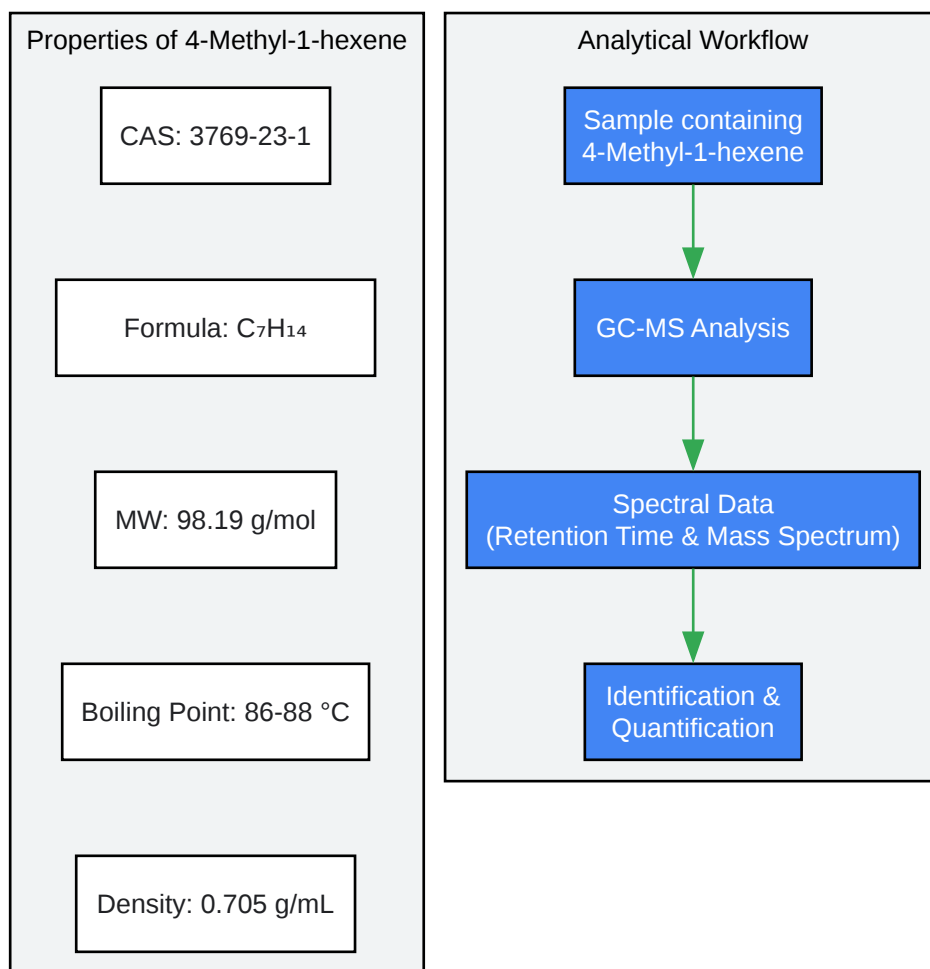 Properties of 4-Methyl-1-hexene
CAS: 3769-23-1
Formula: C₇H₁₄
MW: 98.19 g/mol
Boiling Point: 86-88 °C
Density: 0.705 g/mL
Analytical Workflow
Sample containing
4-Methyl-1-hexene
GC-MS Analysis
Spectral Data
(Retention Time & Mass Spectrum)
Identification &
Quantification